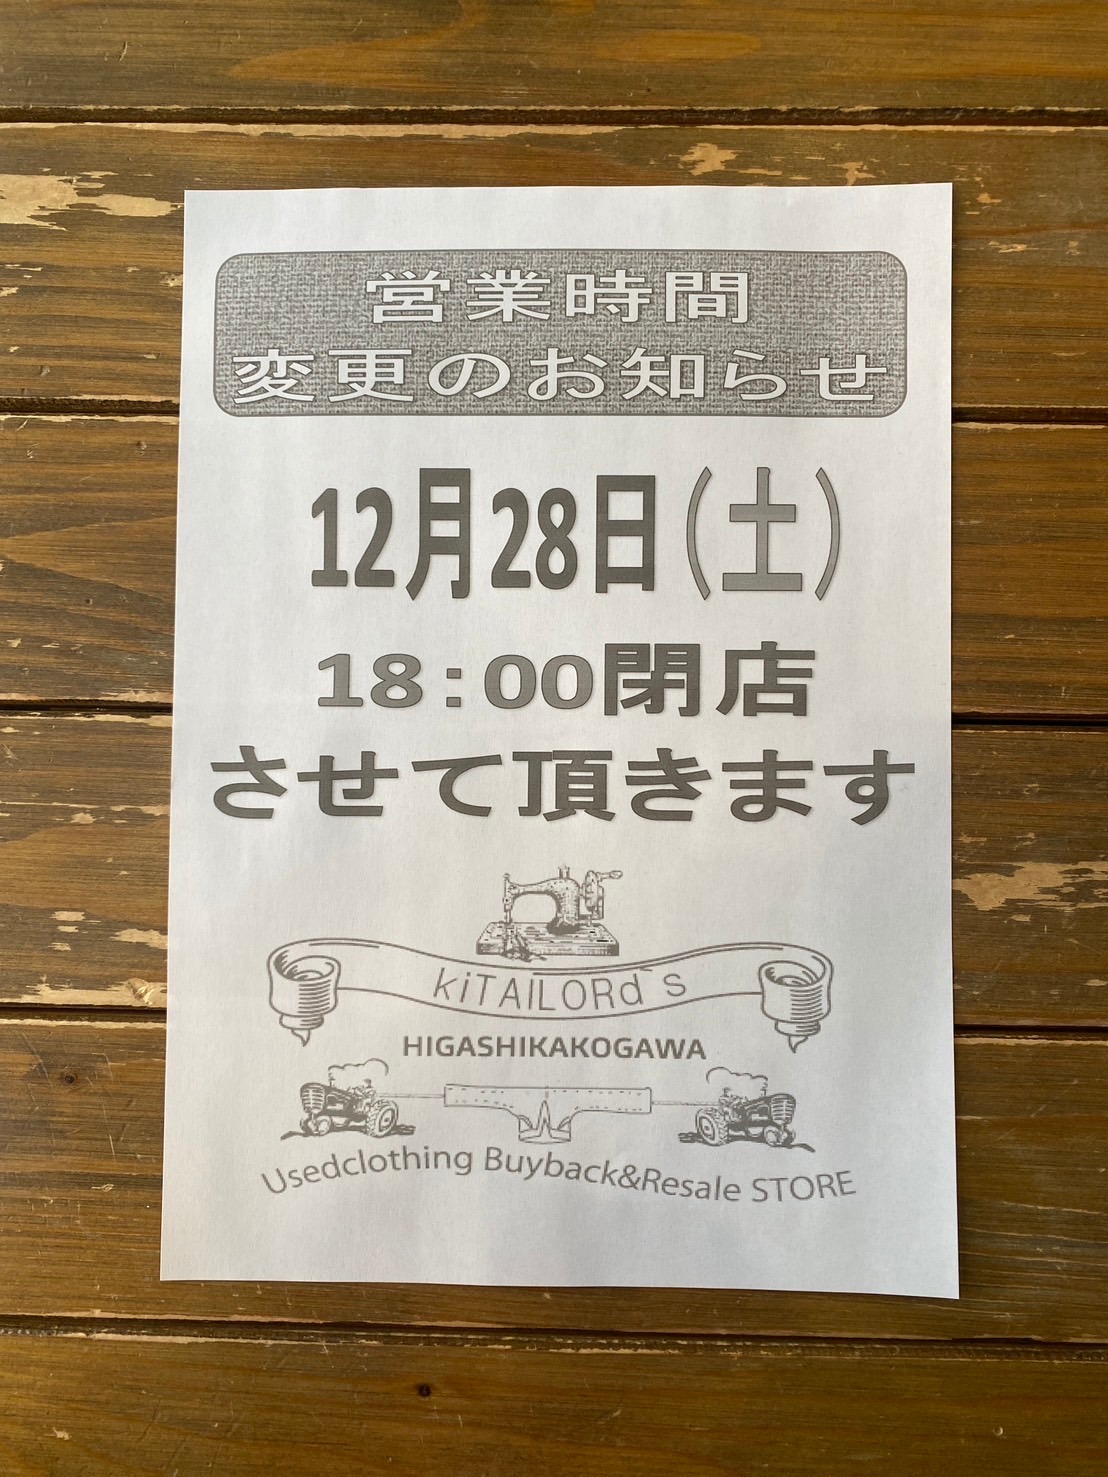 営業時間
変更のお知らせ
12月28日(土)
18:00閉店
させて頂きます
kiTAILORd`s
HIGASHIKAKOGAWA
Usedclothing Buyback&Resale STORE